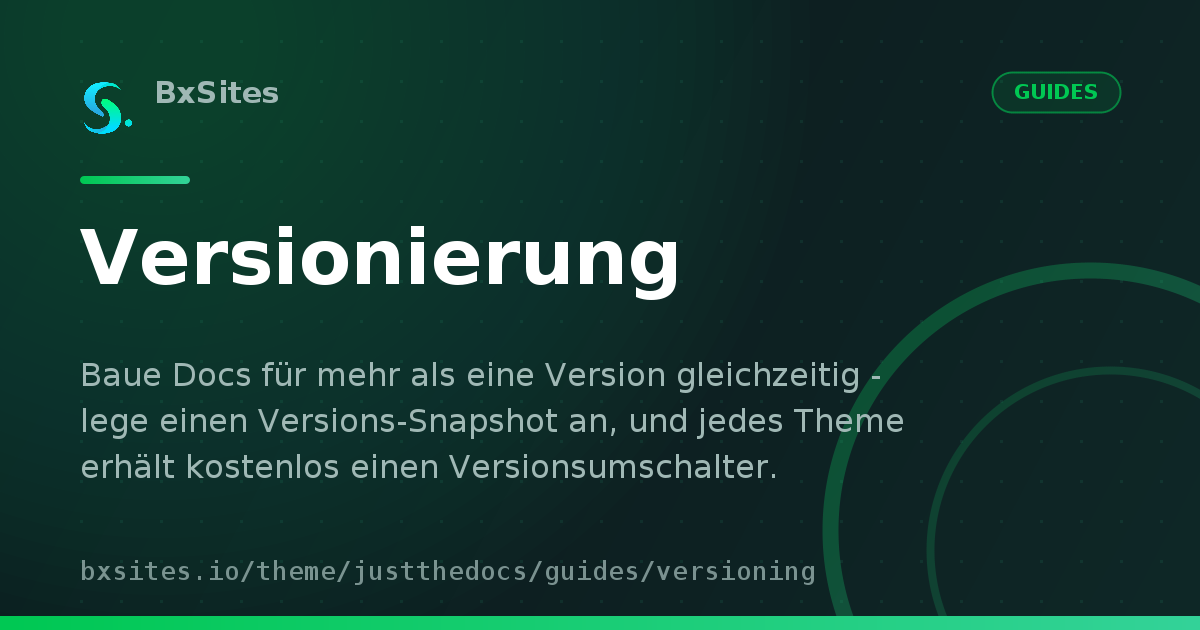 BxSites
GUIDES
Versionierung
Baue Docs für mehr als eine Version gleichzeitig -
lege einen Versions-Snapshot an, und jedes Theme
erhält kostenlos einen Versionsumschalter.
bxsites.io/theme/justthedocs/guides/versioning